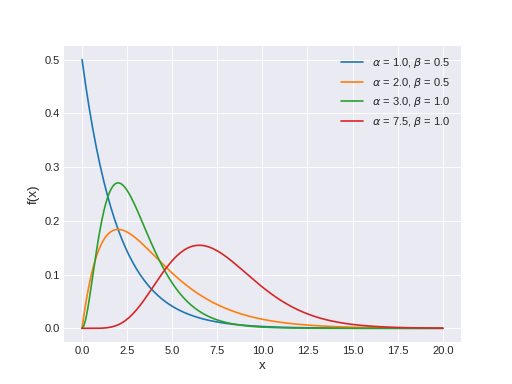 0.5
0.4
0.3
0.2
0.1
0.0
f(x)
α = 1.0, β = 0.5
α = 2.0, β = 0.5
α = 3.0, β = 1.0
α = 7.5, β = 1.0
0.0 2.5 5.0 7.5 10.0 12.5 15.0 17.5 20.0
x